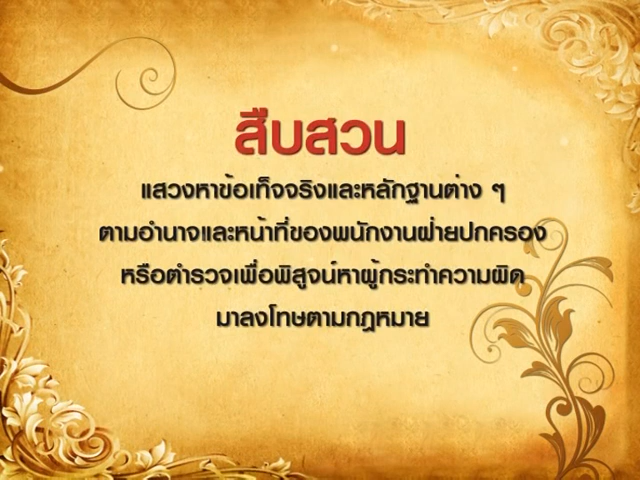 สืบสวน
แสวงหาข้อเท็จจริงและหลักฐานต่าง ๆ
ตามอำนาจและหน้าที่ของพนักงานฝ่ายปกครอง
หรือตำรวจเพื่อพิสูจน์หาผู้กระทำความผิด
มาลงโทษตามกฎหมาย